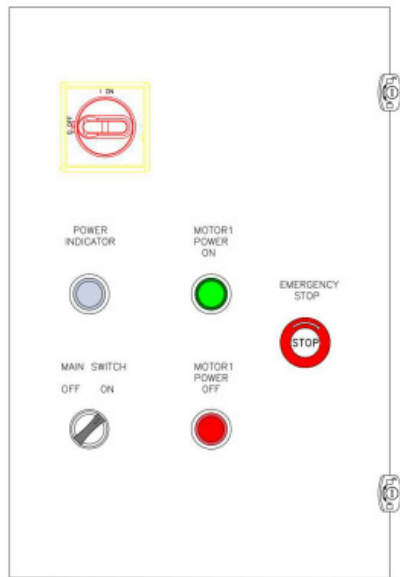 I ON
O OFF
POWER
INDICATOR
MOTOR1
POWER
ON
EMERGENCY
STOP
STOP
MAIN SWITCH
OFF ON
MOTOR1
POWER
OFF